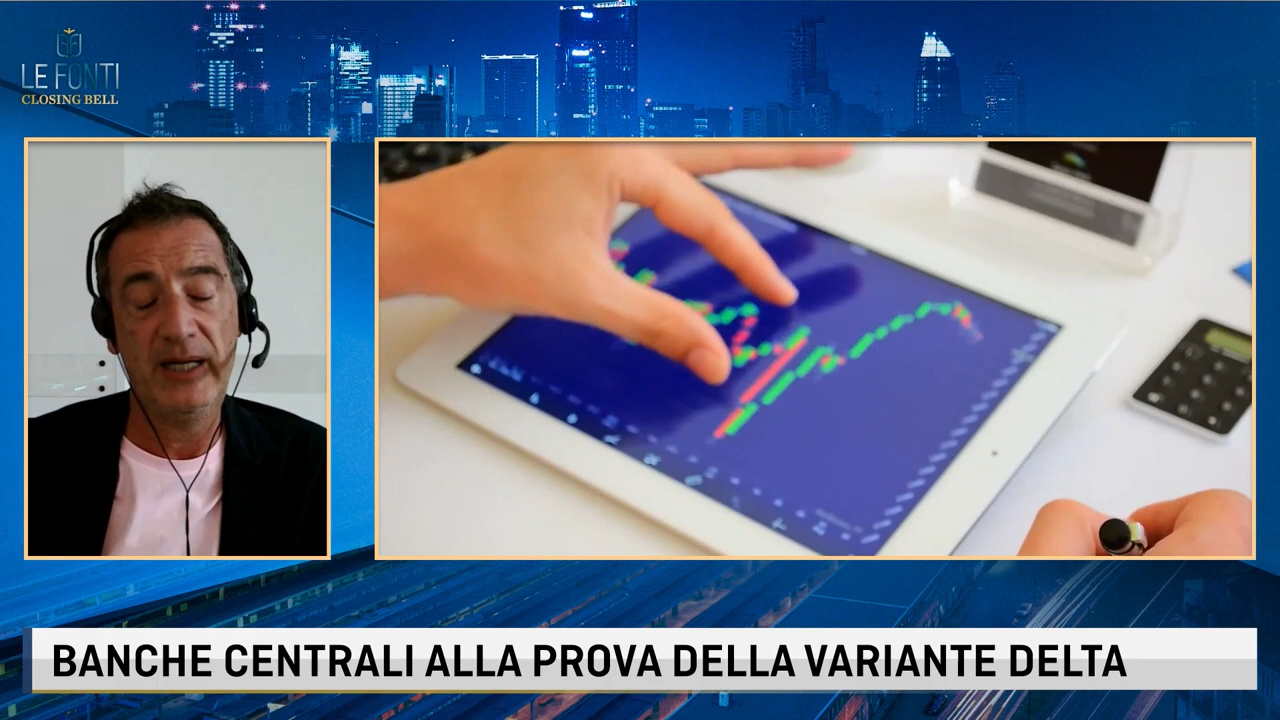 LE FONTI
CLOSING BELL
BANCHE CENTRALI ALLA PROVA DELLA VARIANTE DELTA